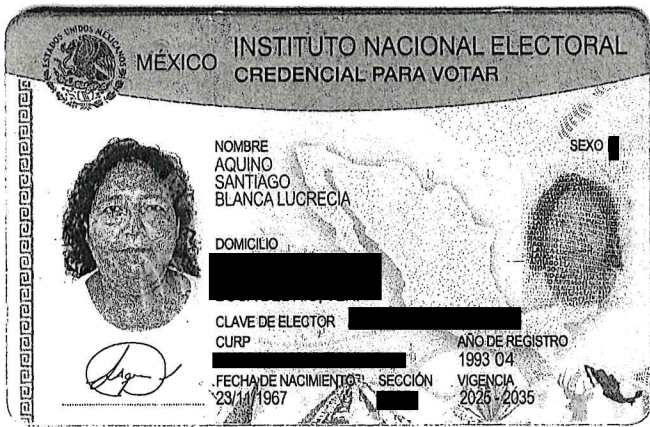 ESTADOS UNIDOS MEXICANOS
MÉXICO
INSTITUTO NACIONAL ELECTORAL
CREDENCIAL PARA VOTAR
NOMBRE
SEXO
AQUINO
SANTIAGO
BLANCA LUCRECIA
DOMICILIO
CLAVE DE ELECTOR
CURP
AÑO DE REGISTRO
1993 04
FECHA DE NACIMIENTO
SECCIÓN
VIGENCIA
23/11/1967
2025 - 2035